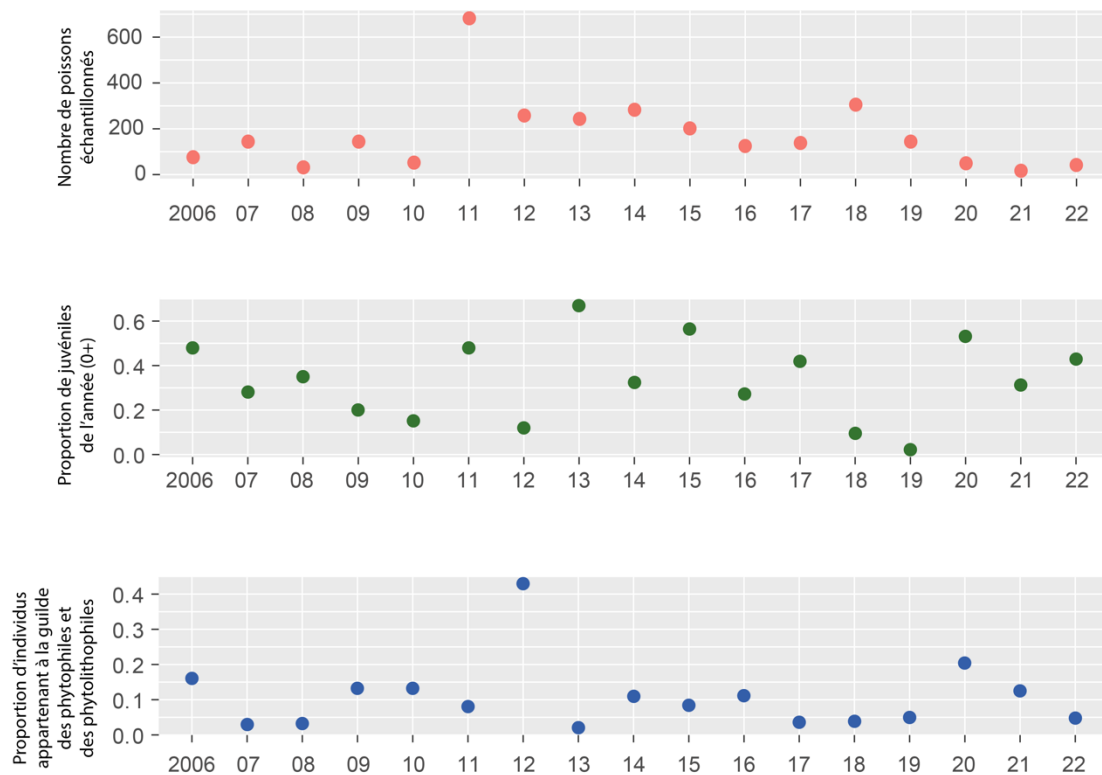 Nombre de poissons
échantillonnés
600
400
200
0
2006 07 08 09 10 11 12 13 14 15 16 17 18 19 20 21 22
Proportion de juvéniles
de l'année (0+)
0.6
0.4
0.2
0.0
2006 07 08 09 10 11 12 13 14 15 16 17 18 19 20 21 22
Proportion d'individus
appartenant à la guilde
des phytophiles et
des phytolithophiles
0.4
0.3
0.2
0.1
0.0
2006 07 08 09 10 11 12 13 14 15 16 17 18 19 20 21 22